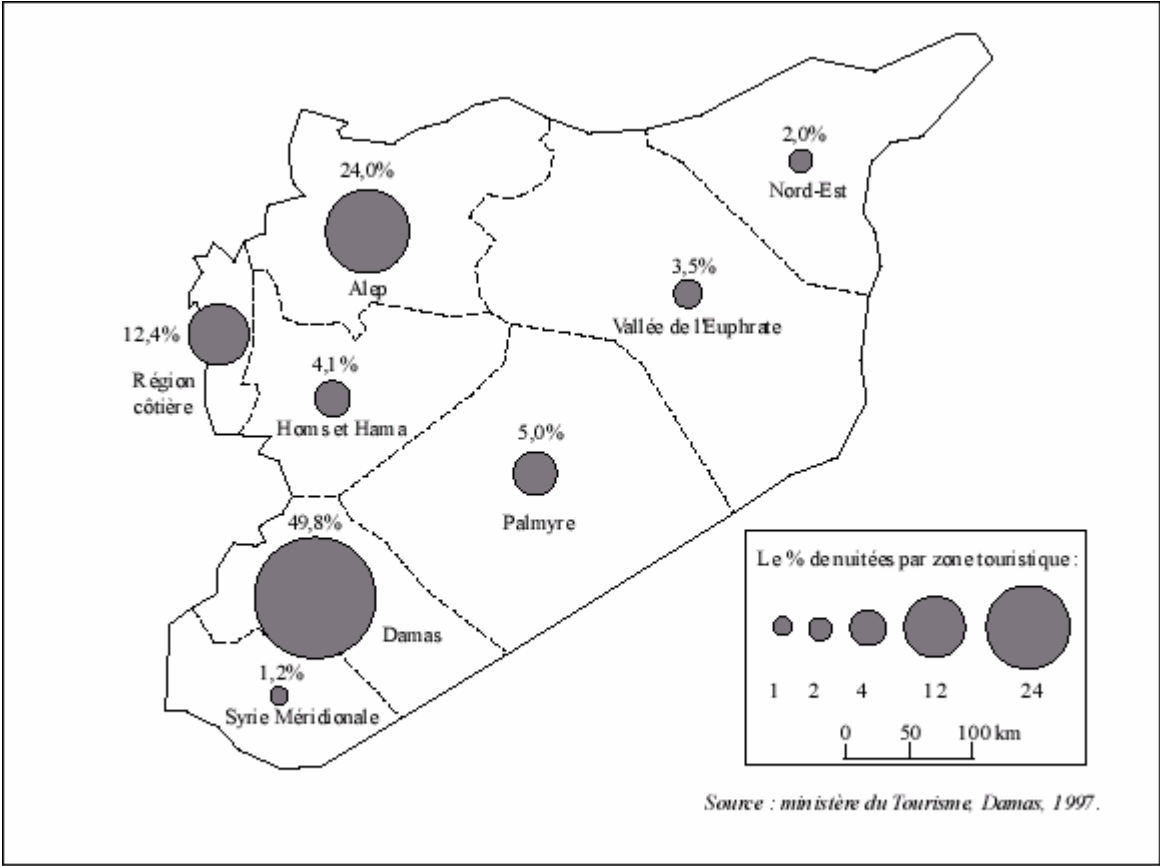 2,0%
Nord-Est
24,0%
Alep
3,5%
Vallée de l'Euphrate
12,4%
Région
côtière
4,1%
Homs et Hama
5,0%
Palmyre
49,8%
Damas
1,2%
Syrie Méridionale
Le % de nuitées par zone touristique :
1 2 4 12 24
0 50 100 km
Source : ministère du Tourisme, Damas, 1997.